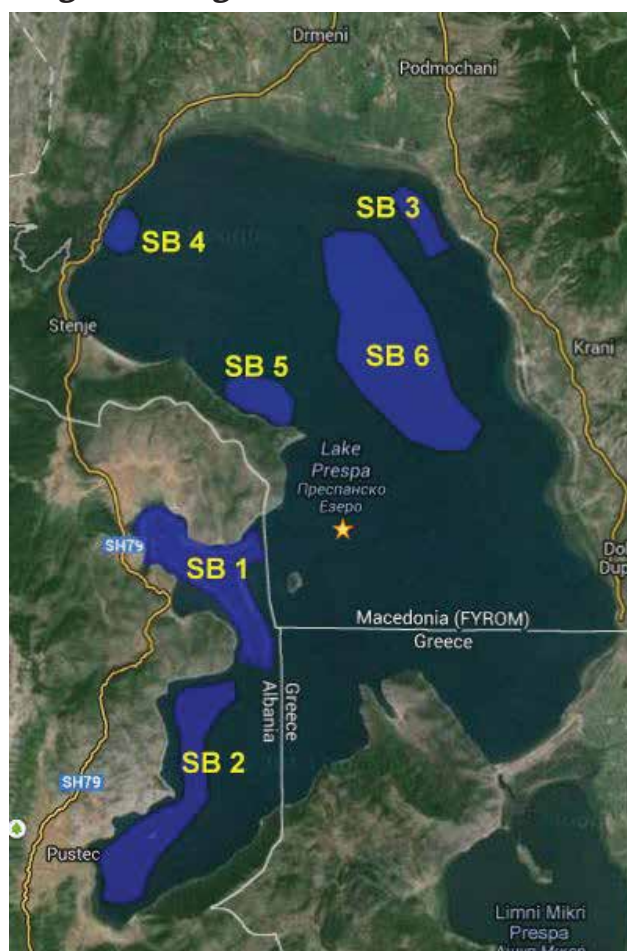 Drmeni
Podmochani
SB 3
SB 4
Stenje
Krani
SB 6
SB 5
Lake
Prespa
Преспанско
Езеро
SH79
SB 1
Macedonia (FYROM)
Greece
Greece
Albania
SB 2
SH79
Pustec
Limni Mikri
Prespa